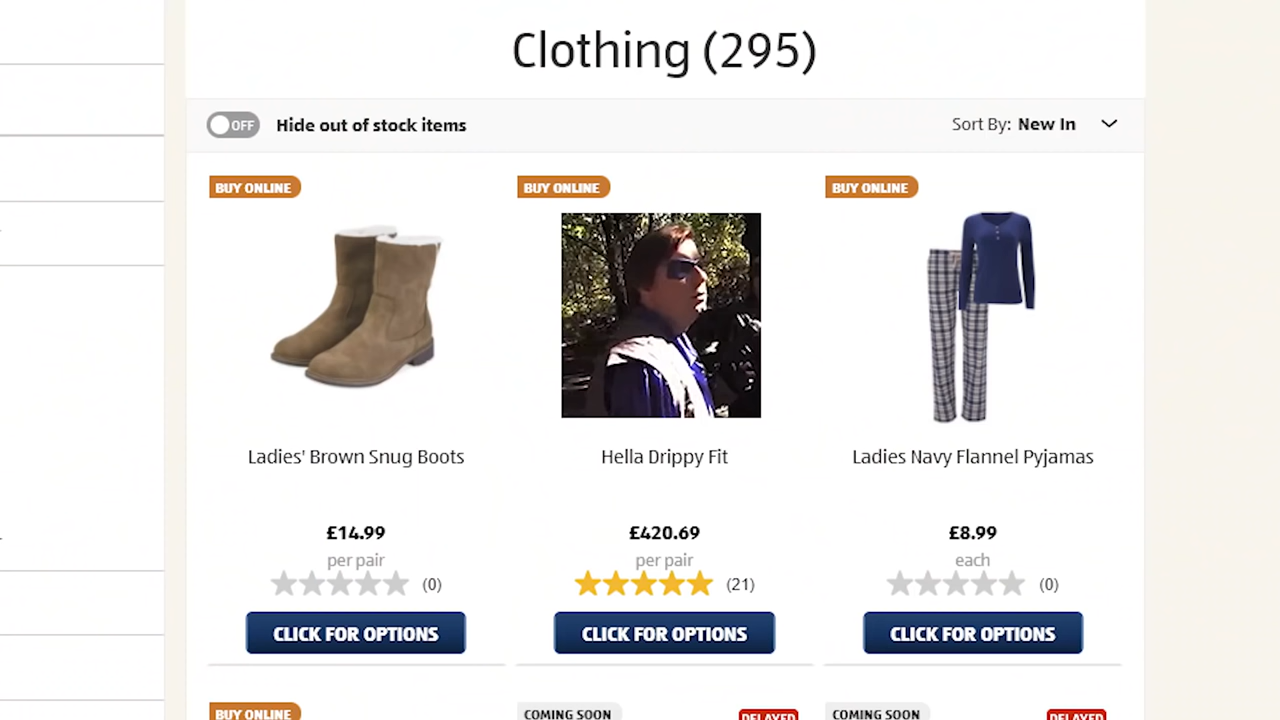 Clothing (295)
OFF Hide out of stock items
Sort By: New In
BUY ONLINE BUY ONLINE BUY ONLINE
Ladies' Brown Snug Boots Hella Drippy Fit Ladies Navy Flannel Pyjamas
£14.99 £420.69 £8.99
per pair per pair each
(0) (21) (0)
CLICK FOR OPTIONS CLICK FOR OPTIONS CLICK FOR OPTIONS
BUY ONLINE COMING SOON DELAYED COMING SOON DELAYED